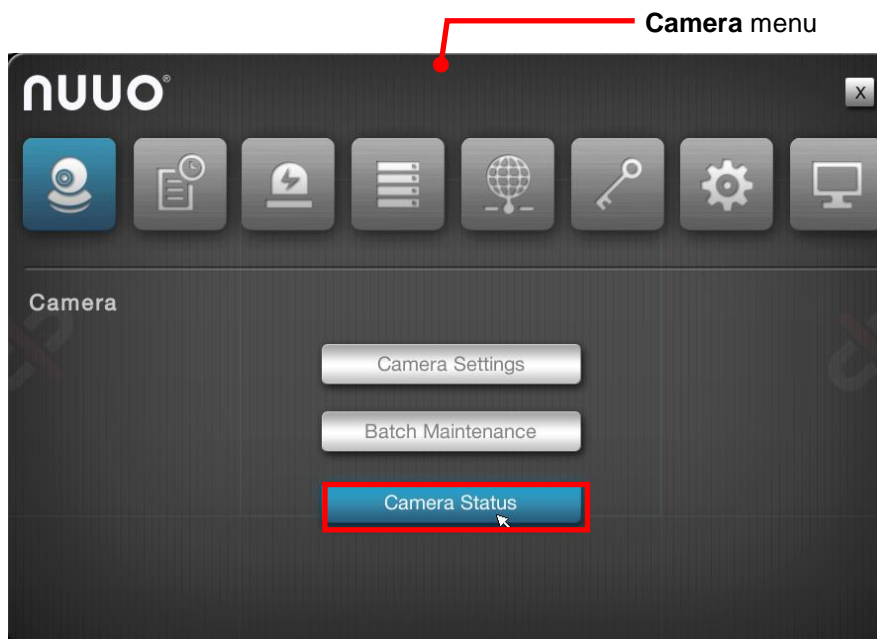 Camera menu
nuuo®
X
Camera
Camera Settings
Batch Maintenance
Camera Status